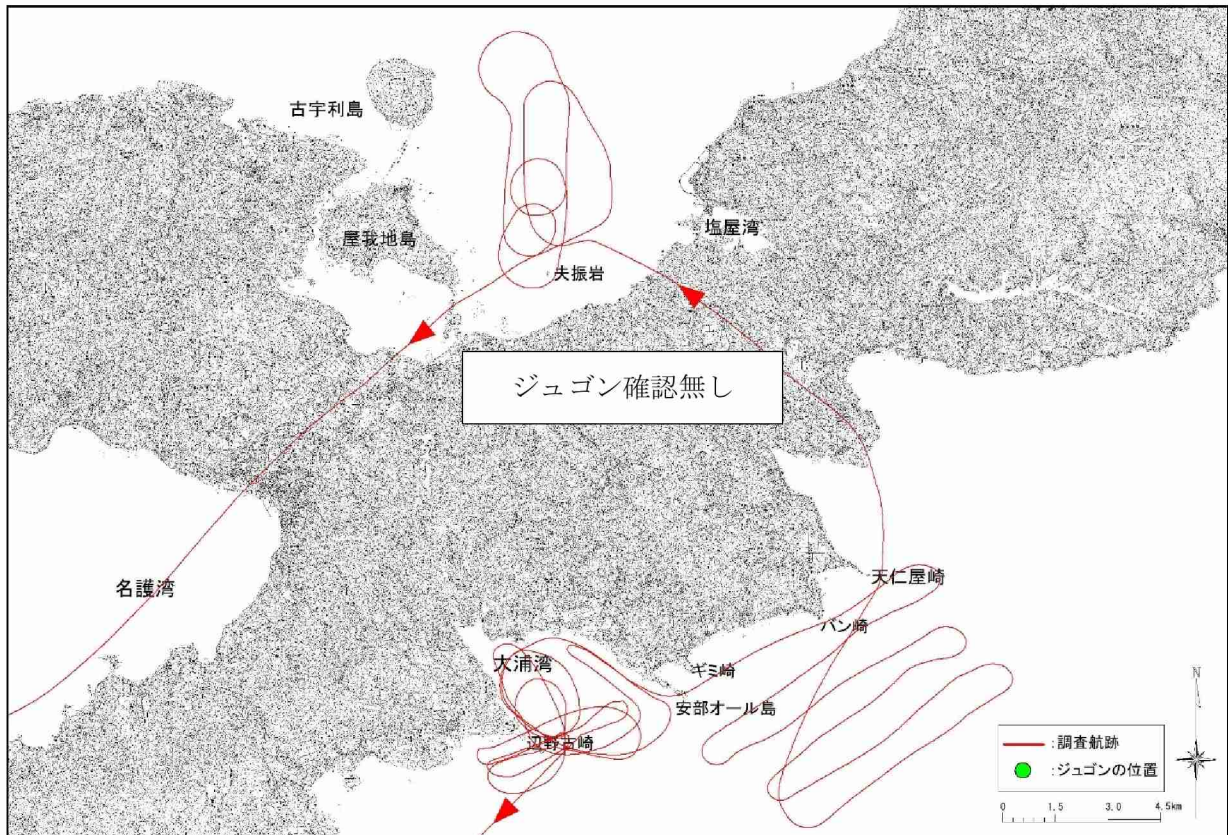 古宇利島
屋我地島
塩屋湾
夫振岩
ジュゴン確認無し
名護湾
天仁屋崎
バン崎
大浦湾
ギミ崎
安部オール島
辺野古崎
N
:調査航跡
:ジュゴンの位置
0 1.5 3.0 4.5km